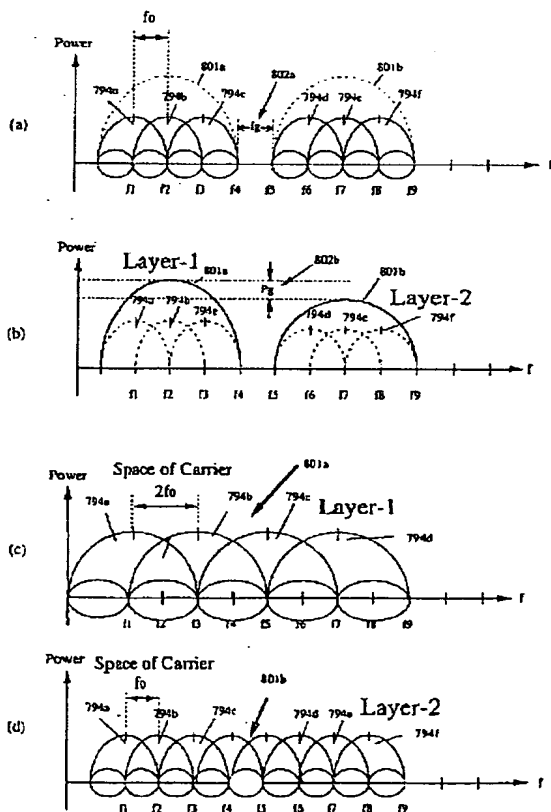 (a)
Power
fo
801a
802a
801b
794a
794b
794c
fg
794d
794e
794f
f1 f2 f3 f4 f5 f6 f7 f8 f9 f
(b)
Layer-1
801a
802b
801b
Pg
Layer-2
794a
794b
794c
794d
794e
794f
f1 f2 f3 f4 f5 f6 f7 f8 f9 f
(c)
Power
Space of Carrier
801a
2fo
794a
794b
794c
Layer-1
794d
f1 f2 f3 f4 f5 f6 f7 f8 f9 f
(d)
Power
Space of Carrier
fo
801b
794a
794b
794c
794d
794e
Layer-2
794f
f1 f2 f3 f4 f5 f6 f7 f8 f9 f